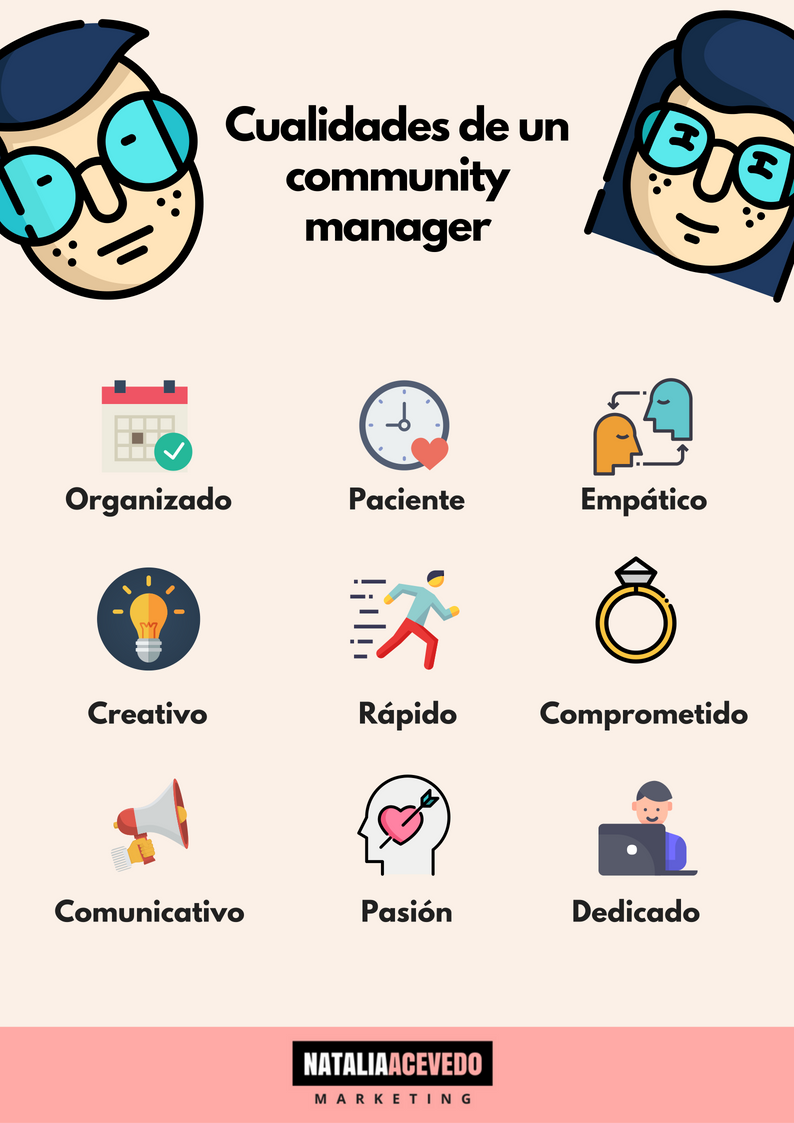 Cualidades de un
community
manager
Organizado
Paciente
Empático
Creativo
Rápido
Comprometido
Comunicativo
Pasión
Dedicado
NATALIAACEVEDO
MARKETING